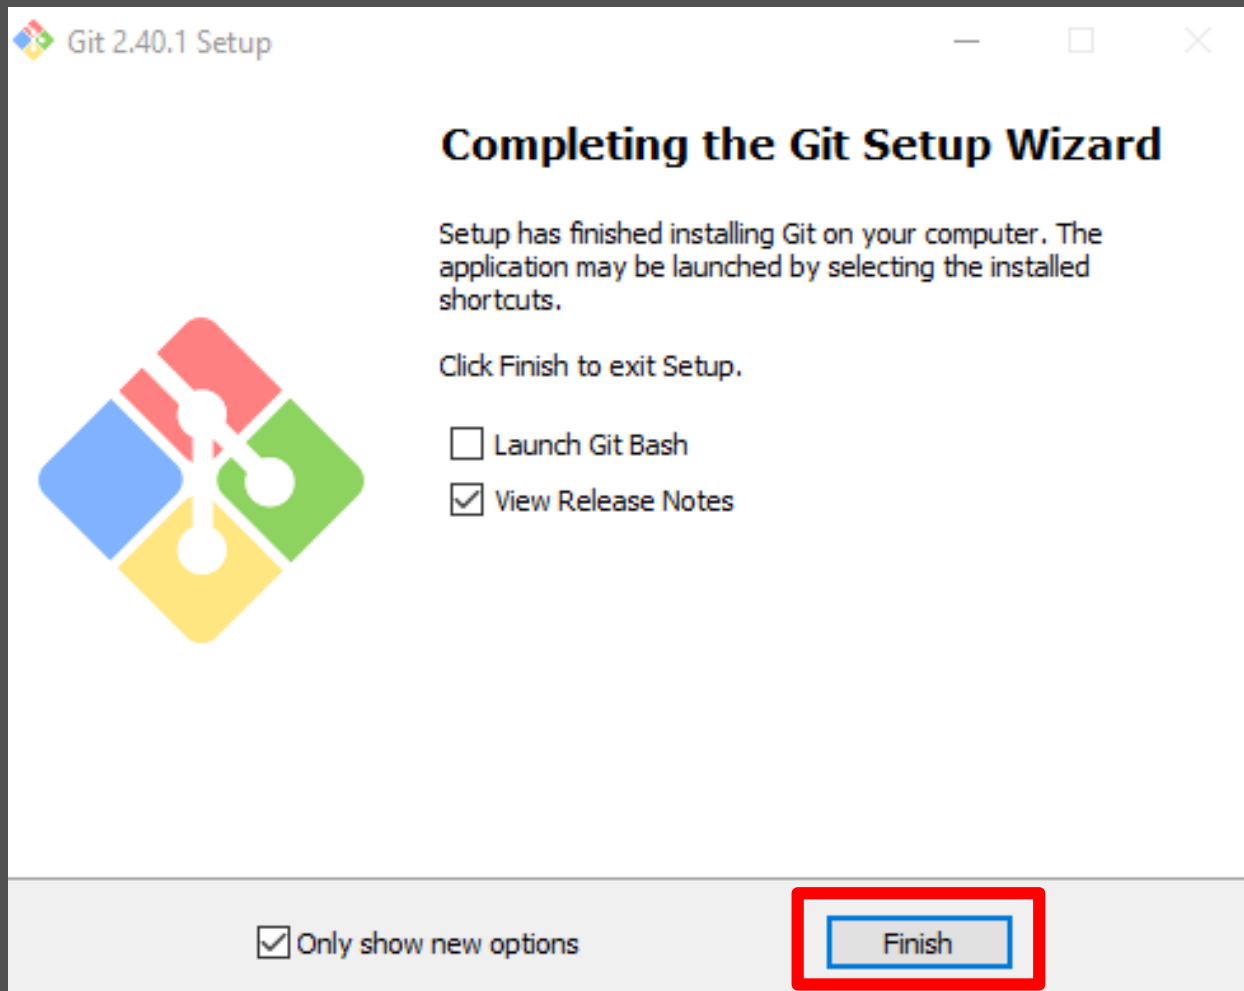 Git 2.40.1 Setup
Completing the Git Setup Wizard
Setup has finished installing Git on your computer. The
application may be launched by selecting the installed
shortcuts.
Click Finish to exit Setup.
Launch Git Bash
View Release Notes
Only show new options
Finish